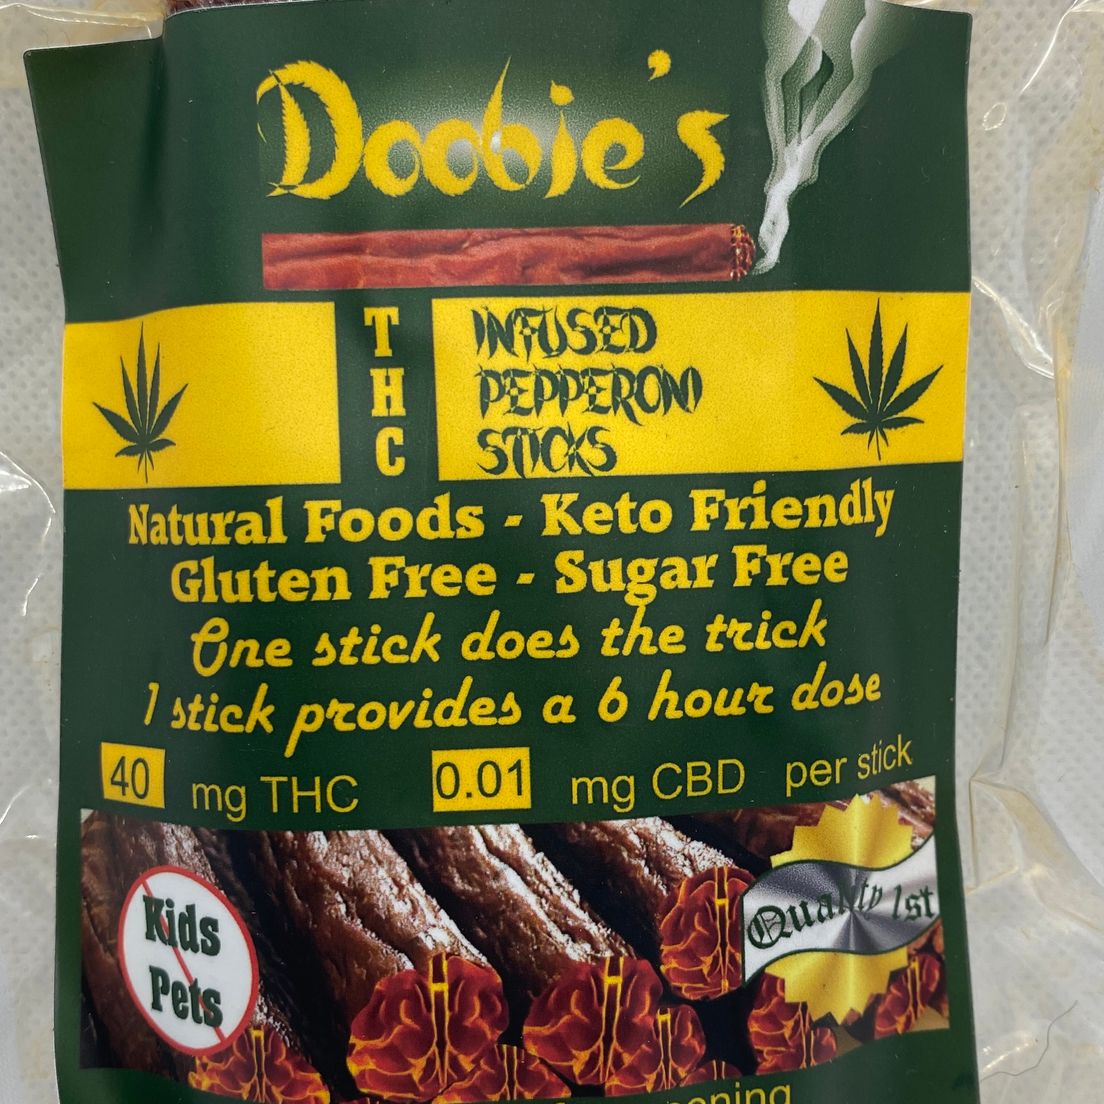 Doobie's
THC
INFUSED
PEPPERONI
STICKS
Natural Foods - Keto Friendly
Gluten Free - Sugar Free
One stick does the trick
1 stick provides a 6 hour dose
40 mg THC 0.01 mg CBD per stick
Quality 1st
Kids
Pets